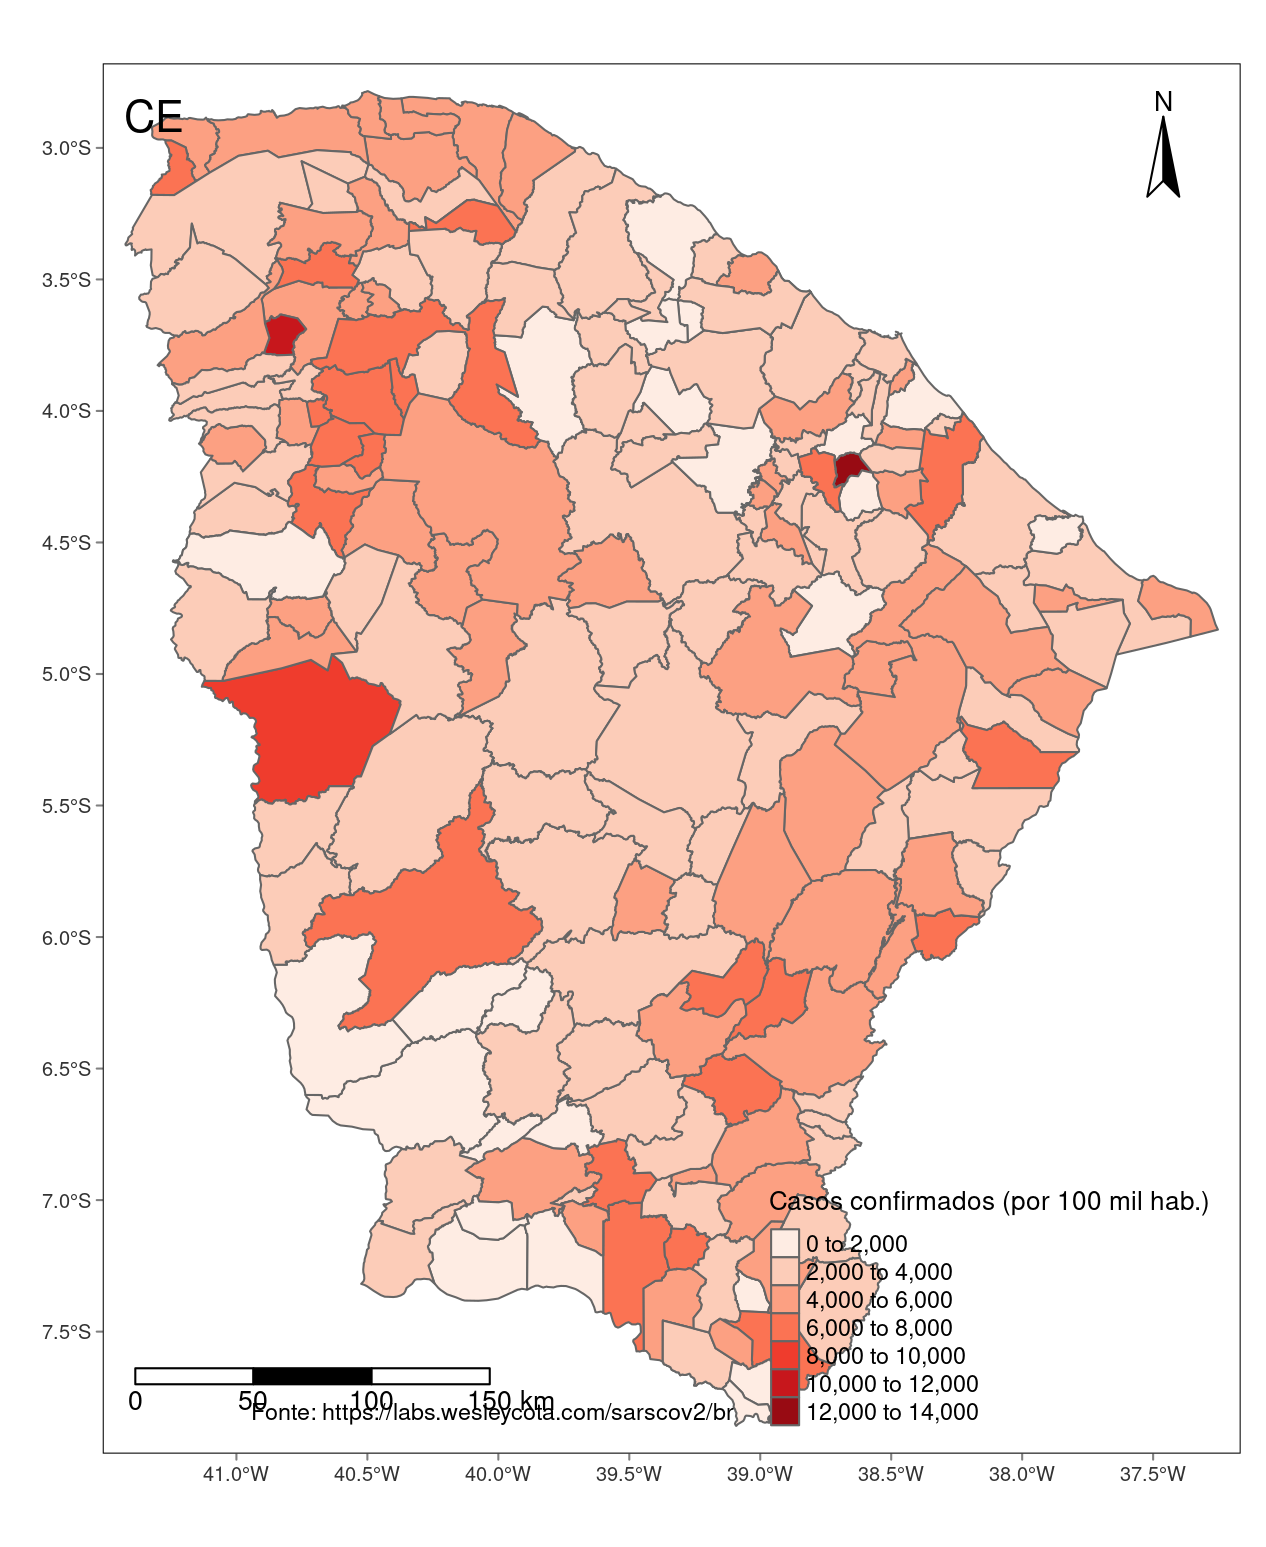 CE
N
3.0°S
3.5°S
4.0°S
4.5°S
5.0°S
5.5°S
6.0°S
6.5°S
7.0°S
7.5°S
Casos confirmados (por 100 mil hab.)
0 to 2,000
2,000 to 4,000
4,000 to 6,000
6,000 to 8,000
8,000 to 10,000
10,000 to 12,000
12,000 to 14,000
0 50 100 150 km
Fonte: https://labs.wesleycota.com/sarscov2/br
41.0°W 40.5°W 40.0°W 39.5°W 39.0°W 38.5°W 38.0°W 37.5°W